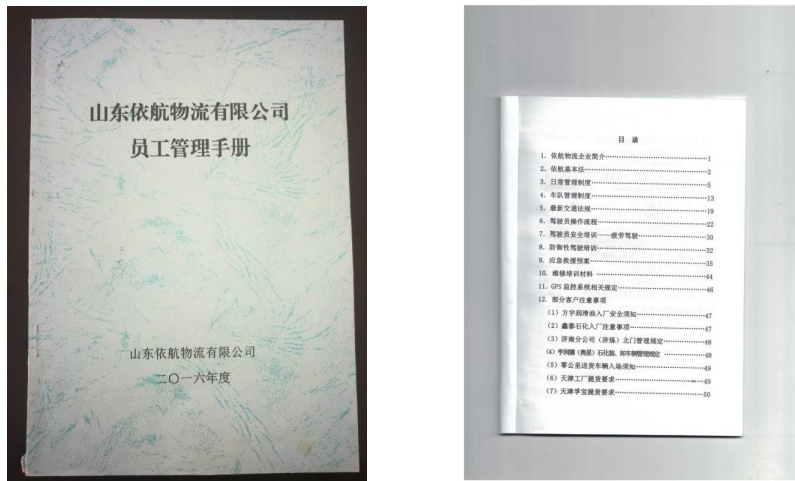 山东依航物流有限公司
员工管理手册
山东依航物流有限公司
二〇一六年度
目 录
1. 依航物流企业简介……………………1
2. 依航基本法……………………2
3. 日常管理制度……………………5
4. 车队管理制度……………………13
5. 最新交通法规……………………19
6. 驾驶员操作流程……………………22
7. 驾驶员安全培训——疲劳驾驶……………………30
8. 防御性驾驶培训……………………32
9. 应急救援预案……………………35
10. 维修培训材料……………………44
11. GPS 监控系统相关规定……………………46
12. 部分客户注意事项
（1）方宇润滑油入厂安全须知……………………47
（2）鑫泰石化入厂注意事项……………………47
（3）济南分公司（济炼）北门管理规定……………………48
（4）亨润德（奥星）石化装、卸车辆管理规定……………………48
（5）零公里送货车辆入场须知……………………49
（6）天津工厂提货要求……………………49
（7）天津孚宝提货要求……………………50